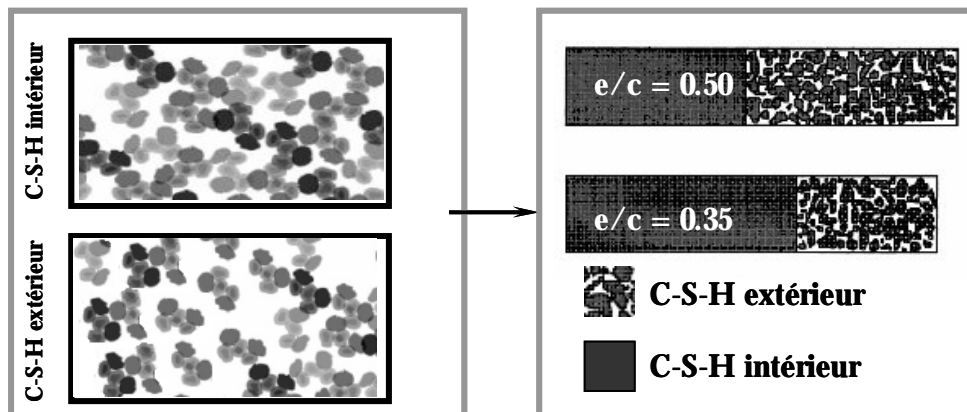 C-S-H intérieur
C-S-H extérieur
e/c = 0.50
e/c = 0.35
C-S-H extérieur
C-S-H intérieur